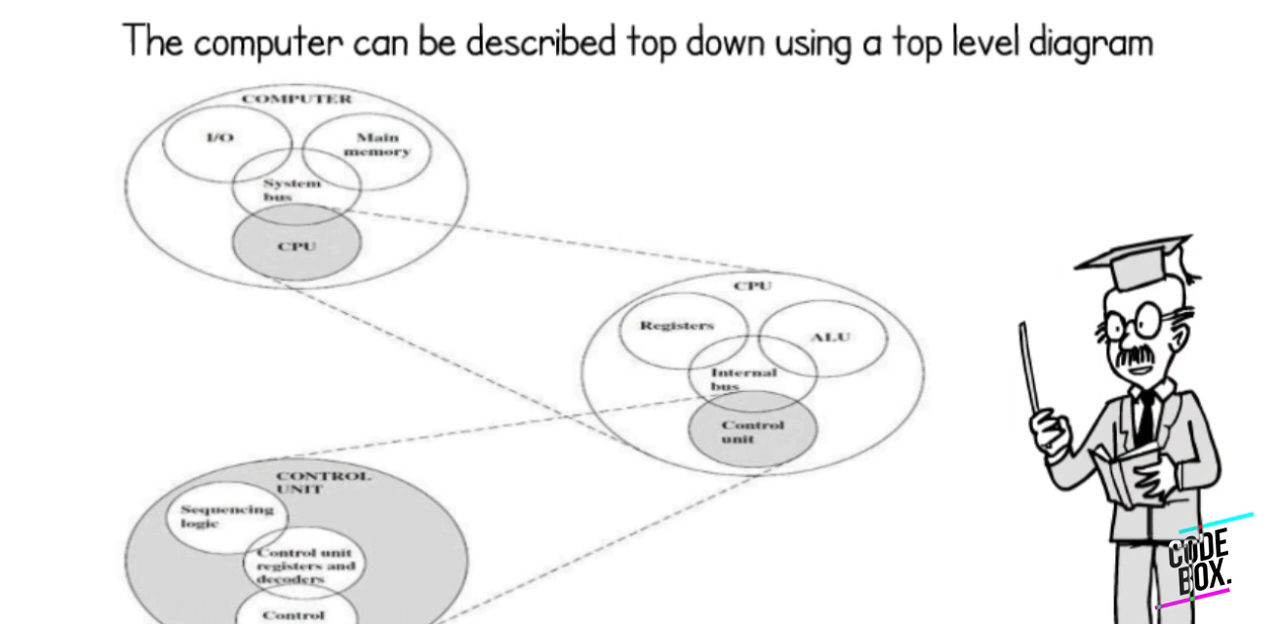 The computer can be described top down using a top level diagram
COMPUTER
I/O
Main
memory
System
bus
CPU
CPU
Registers
ALU
Internal
bus
Control
unit
CONTROL
UNIT
Sequencing
logic
Control unit
registers and
decoders
Control
CODE
BOX.